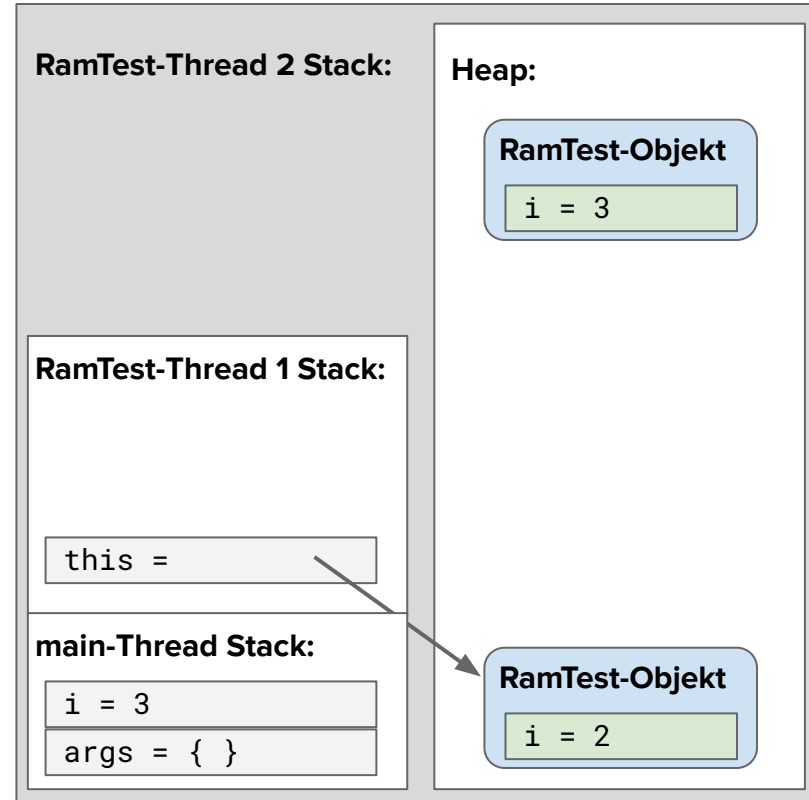 RamTest-Thread 2 Stack:
RamTest-Thread 1 Stack:
this =
main-Thread Stack:
i = 3
args = { }
Heap:
RamTest-Objekt
i = 3
RamTest-Objekt
i = 2